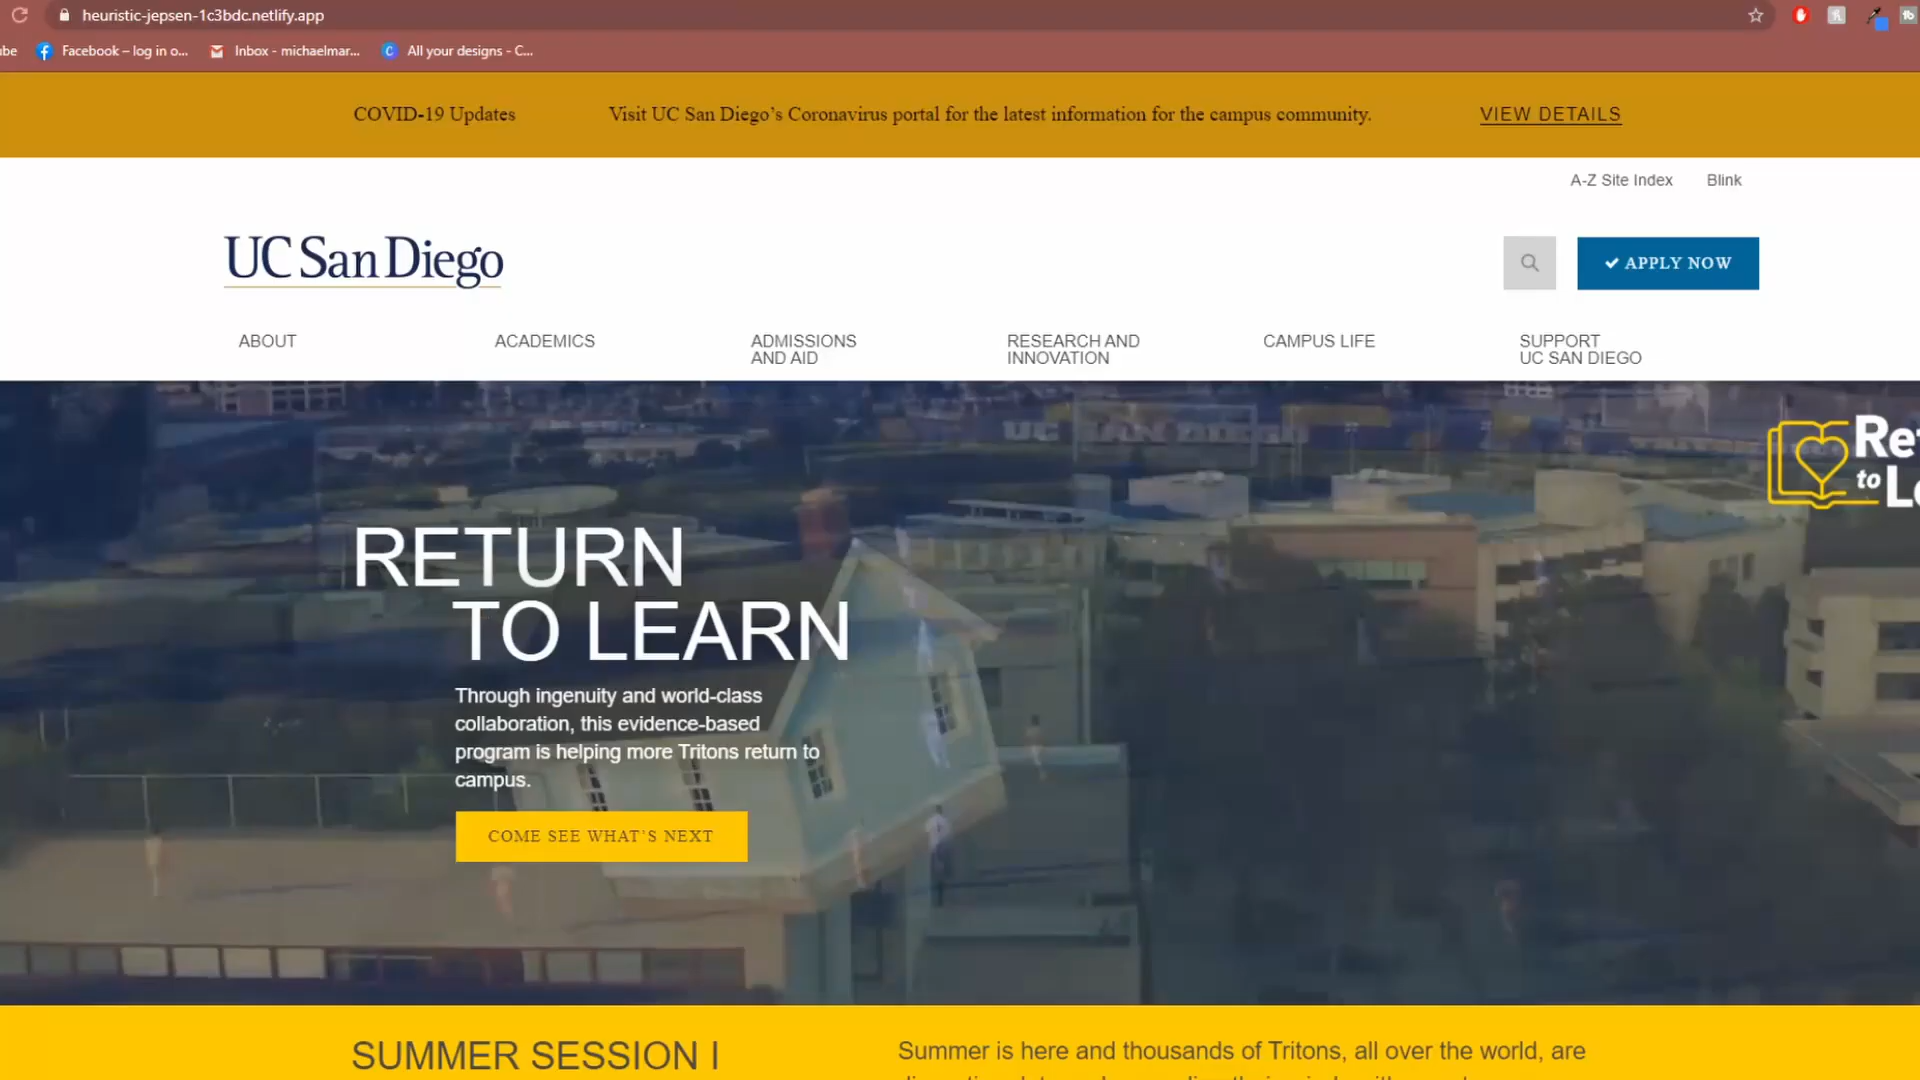 heuristic-jepsen-1c3bdc.netlify.app
Facebook – log in o...
Inbox - michaelmar...
All your designs - C...
COVID-19 Updates
Visit UC San Diego’s Coronavirus portal for the latest information for the campus community.
VIEW DETAILS
A-Z Site Index
Blink
UC San Diego
APPLY NOW
ABOUT
ACADEMICS
ADMISSIONS
AND AID
RESEARCH AND
INNOVATION
CAMPUS LIFE
SUPPORT
UC SAN DIEGO
to
RETURN
TO LEARN
Through ingenuity and world-class
collaboration, this evidence-based
program is helping more Tritons return to
campus.
COME SEE WHAT’S NEXT
SUMMER SESSION I
Summer is here and thousands of Tritons, all over the world, are